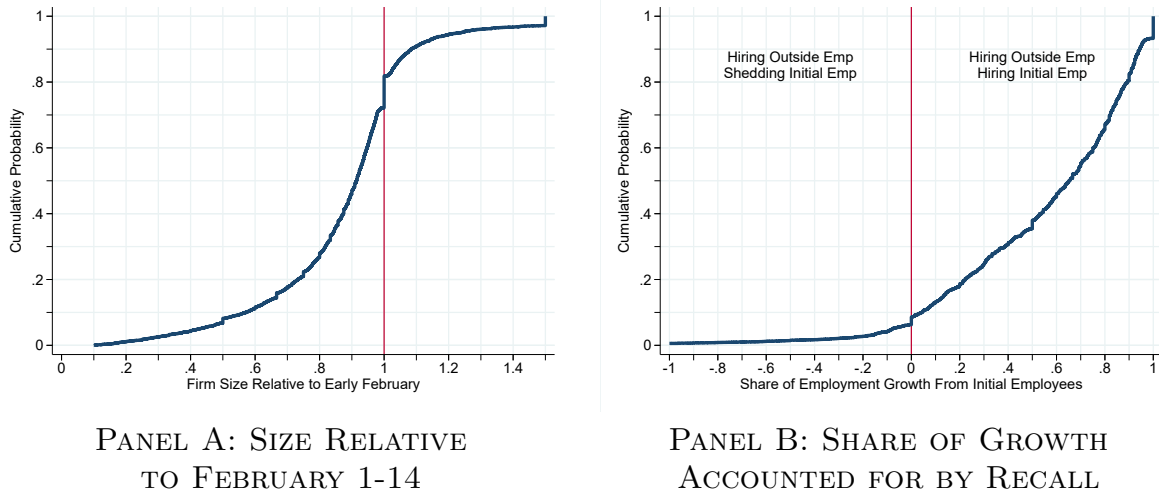 1
.8
.6
.4
.2
0
Cumulative Probability
0 .2 .4 .6 .8 1 1.2 1.4
Firm Size Relative to Early February
PANEL A: SIZE RELATIVE
TO FEBRUARY 1-14
1
.8
.6
.4
.2
0
Cumulative Probability
Hiring Outside Emp
Shedding Initial Emp
Hiring Outside Emp
Hiring Initial Emp
-1 -.8 -.6 -.4 -.2 0 .2 .4 .6 .8 1
Share of Employment Growth From Initial Employees
PANEL B: SHARE OF GROWTH
ACCOUNTED FOR BY RECALL